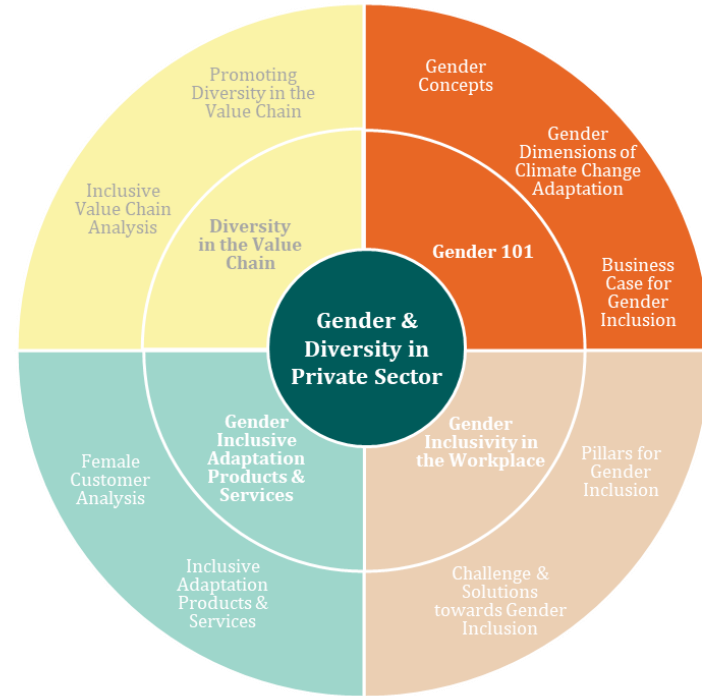 Promoting
Diversity in the
Value Chain
Inclusive
Value Chain
Analysis
Diversity
in the Value
Chain
Gender
Concepts
Gender
Dimensions of
Climate Change
Adaptation
Business
Case for
Gender
Inclusion
Gender 101
Gender &
Diversity in
Private Sector
Gender
Inclusive
Adaptation
Products &
Services
Female
Customer
Analysis
Inclusive
Adaptation
Products &
Services
Gender
Inclusivity in
the Workplace
Pillars for
Gender
Inclusion
Challenge &
Solutions
towards Gender
Inclusion